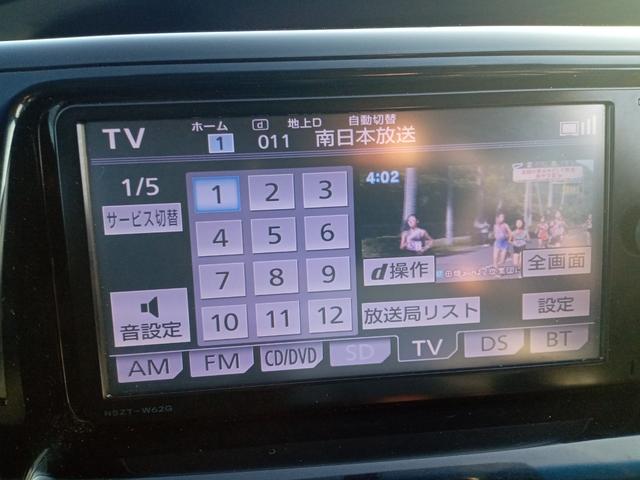 TV
ホーム
1
d
地上D
自動切替
011
南日本放送
1/5
サービス切替
1
2
3
4
5
6
7
8
9
10
11
12
4:02
d操作
全画面
音設定
放送局リスト
設定
AM
FM
CD/DVD
SD
TV
DS
BT
NSZT-W62G